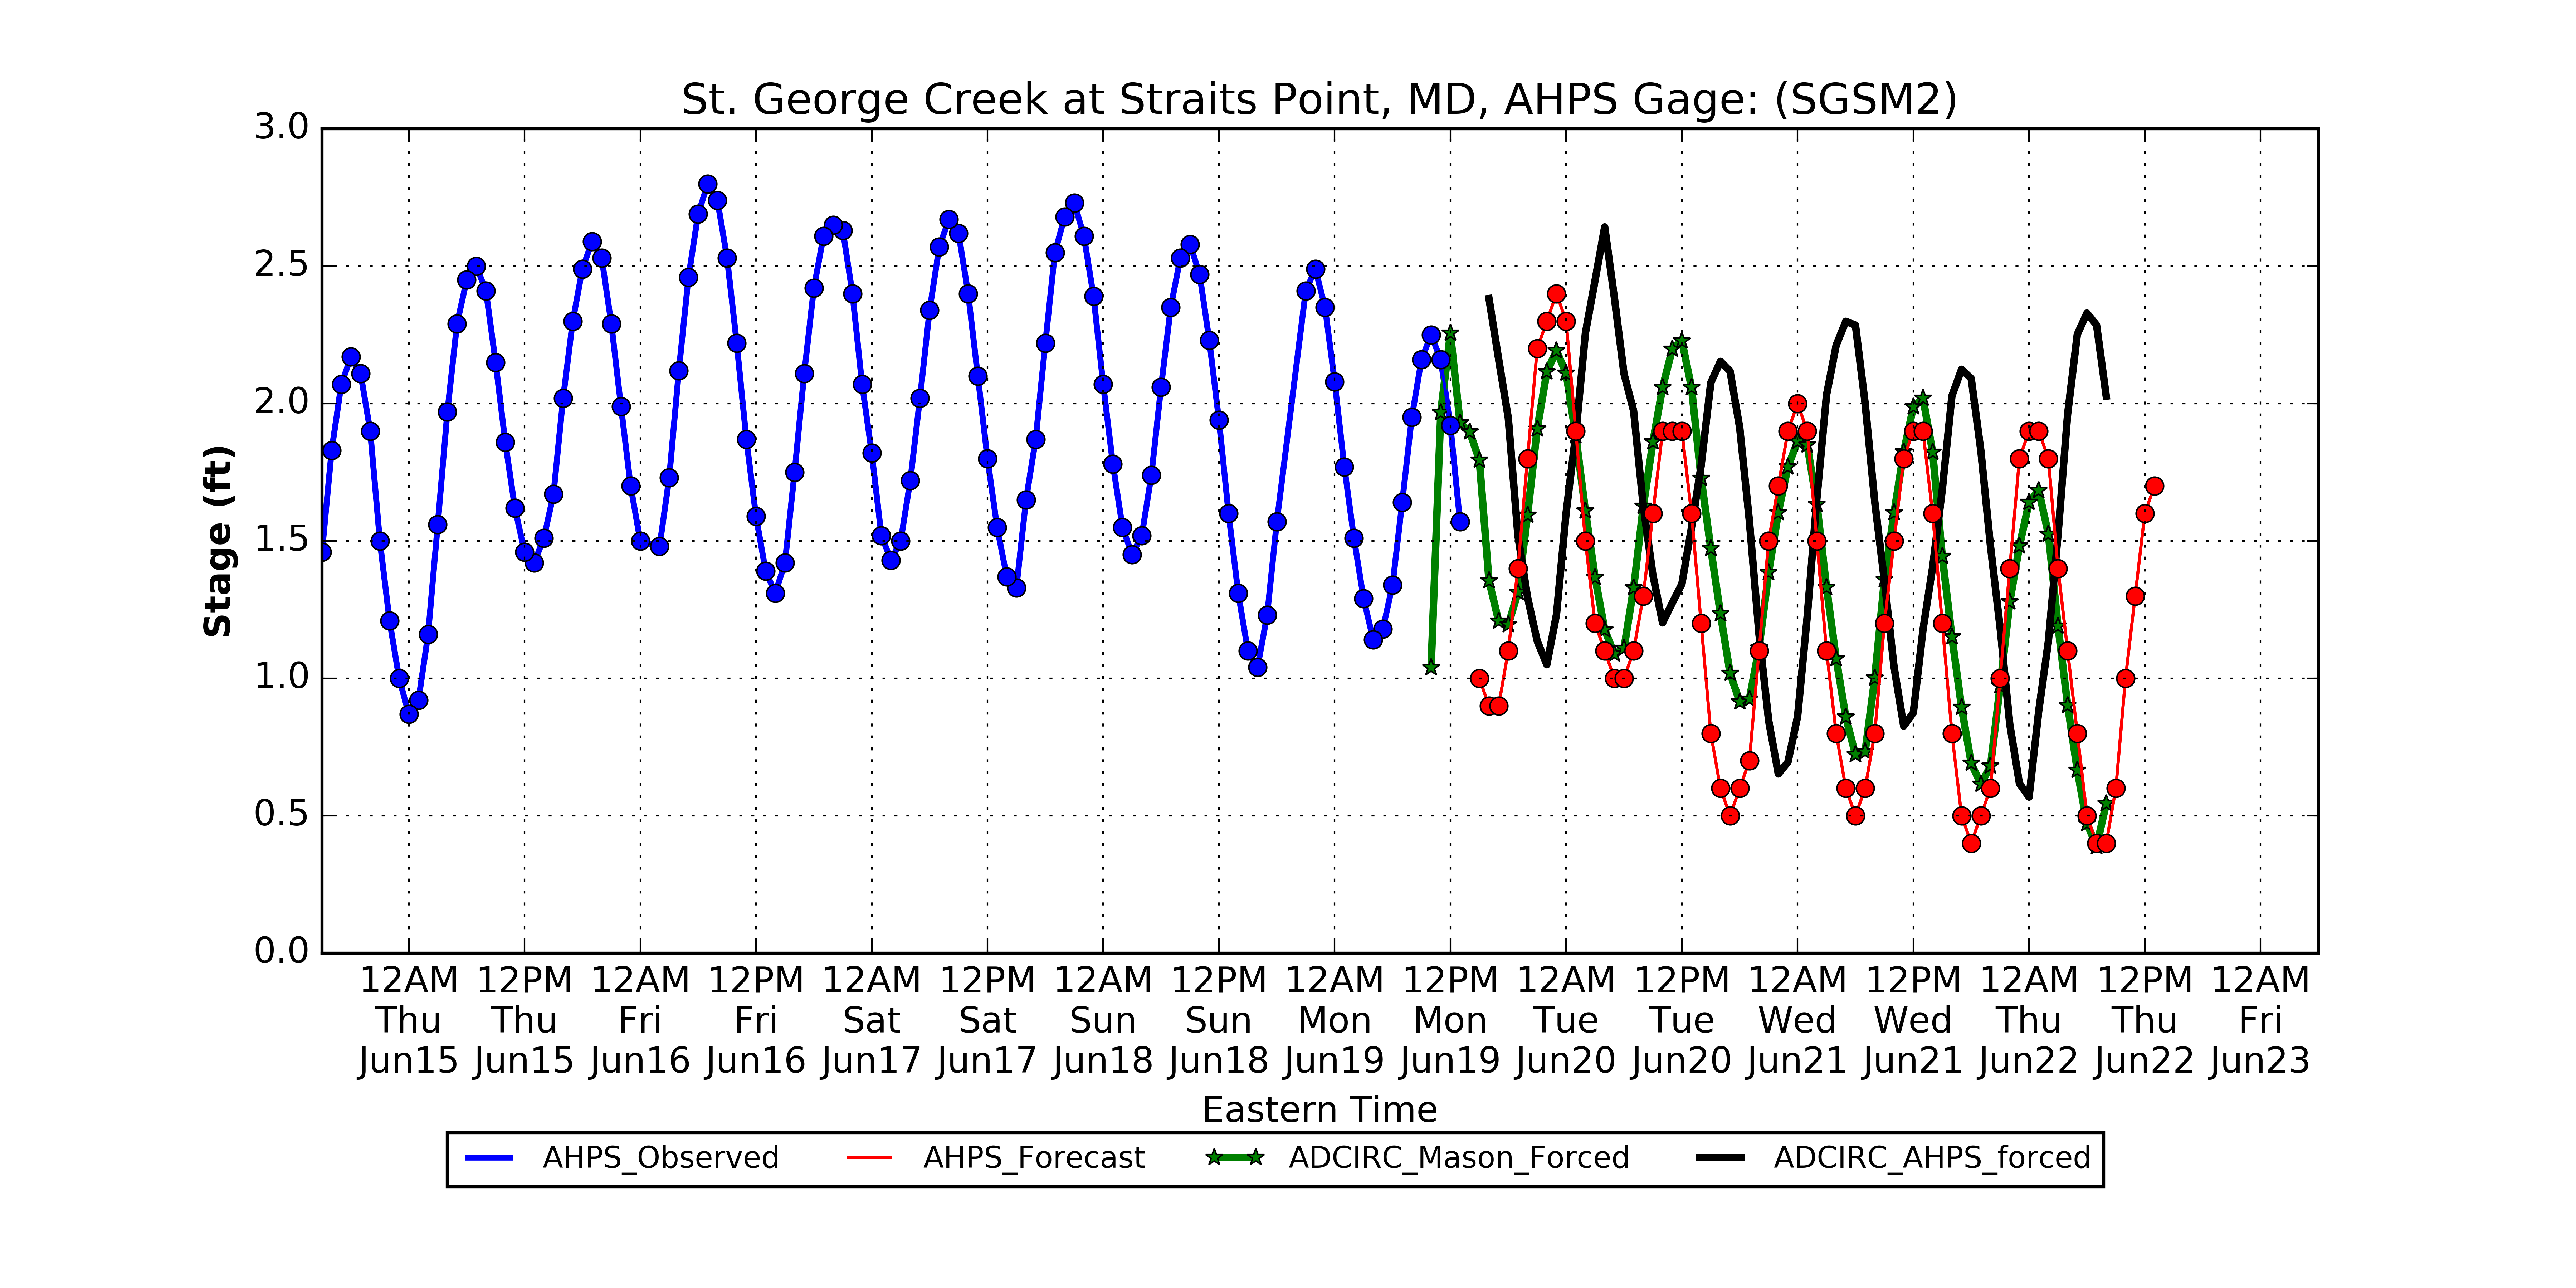 St. George Creek at Straits Point, MD, AHPS Gage: (SGSM2)
3.0
2.5
2.0
1.5
1.0
0.5
0.0
Stage (ft)
12AM 12PM 12AM 12PM 12AM 12PM 12AM 12PM 12AM 12PM 12AM 12PM 12AM 12PM 12AM 12PM 12AM
Thu Thu Fri Fri Sat Sat Sun Sun Mon Mon Tue Tue Wed Wed Thu Thu Fri
Jun15 Jun15 Jun16 Jun16 Jun17 Jun17 Jun18 Jun18 Jun19 Jun19 Jun20 Jun20 Jun21 Jun21 Jun22 Jun22 Jun23
Eastern Time
AHPS_Observed AHPS_Forecast ADCIRC_Mason_Forced ADCIRC_AHPS_forced